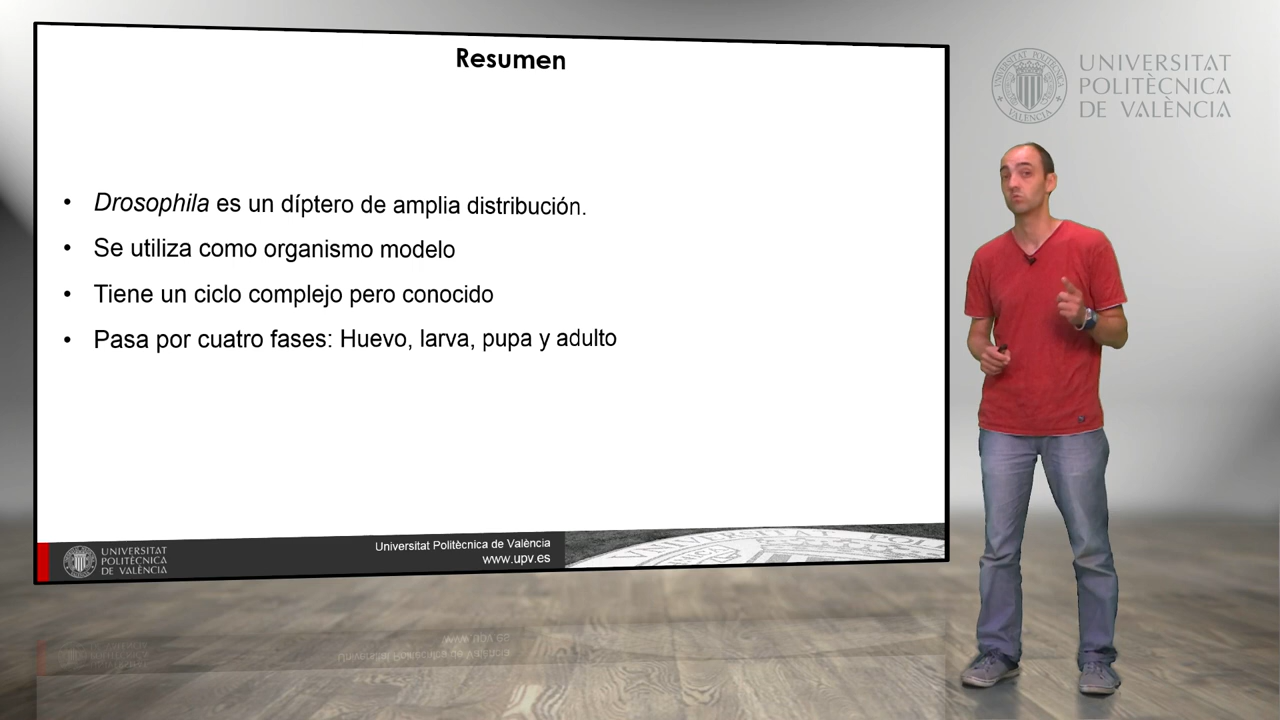 Resumen
• Drosophila es un díptero de amplia distribución.
• Se utiliza como organismo modelo
• Tiene un ciclo complejo pero conocido
• Pasa por cuatro fases: Huevo, larva, pupa y adulto
UNIVERSITAT
POLITÈCNICA
DE VALÈNCIA
Universitat Politècnica de València
www.upv.es
UNIVERSITAT
POLITÈCNICA
DE VALÈNCIA